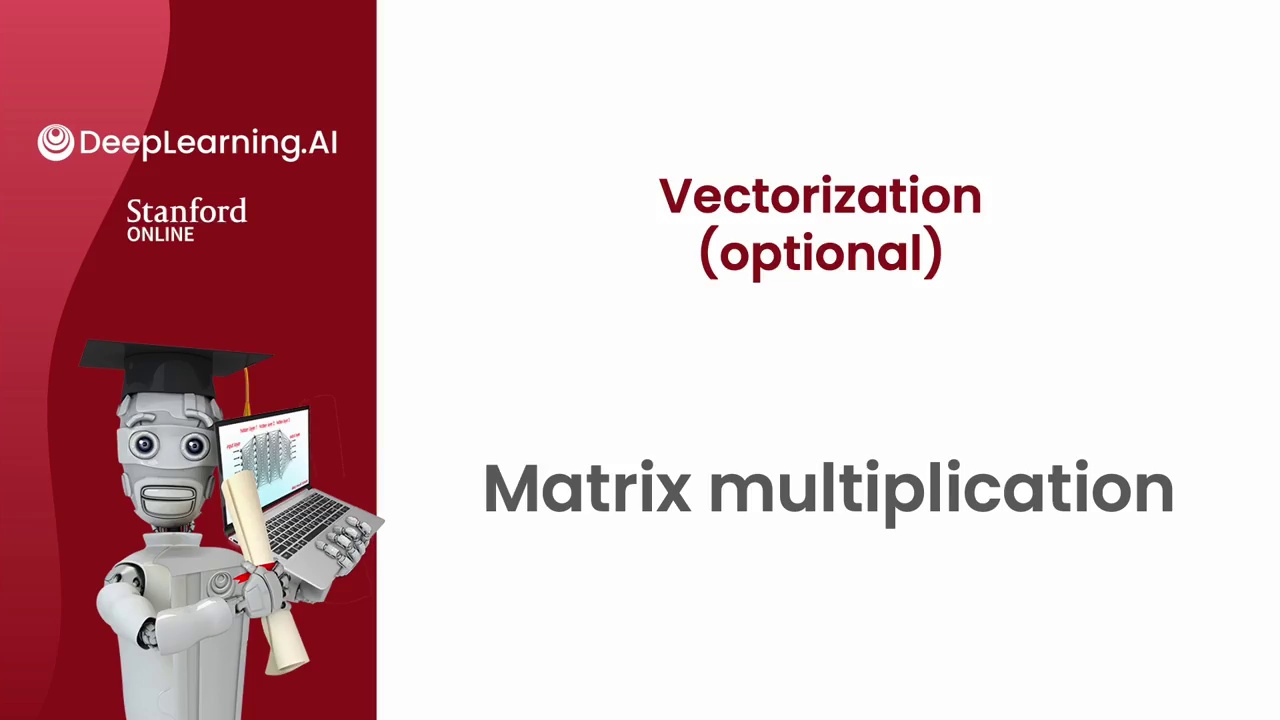 DeepLearning.AI
Stanford
ONLINE
Vectorization
(optional)
Matrix multiplication